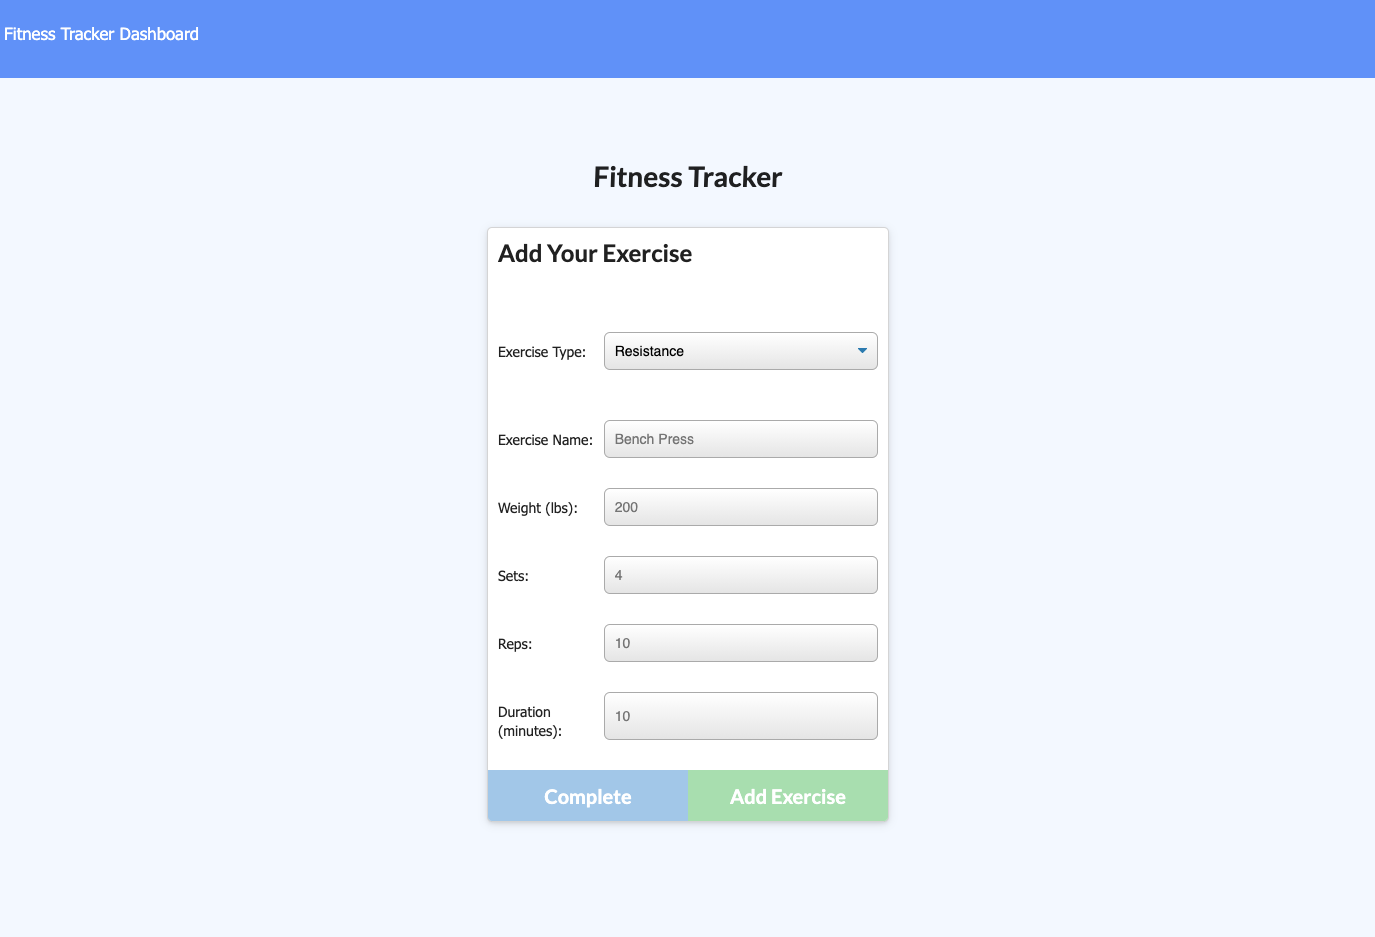 Fitness Tracker Dashboard
Fitness Tracker
Add Your Exercise
Exercise Type: Resistance
Exercise Name: Bench Press
Weight (lbs): 200
Sets: 4
Reps: 10
Duration
(minutes): 10
Complete Add Exercise